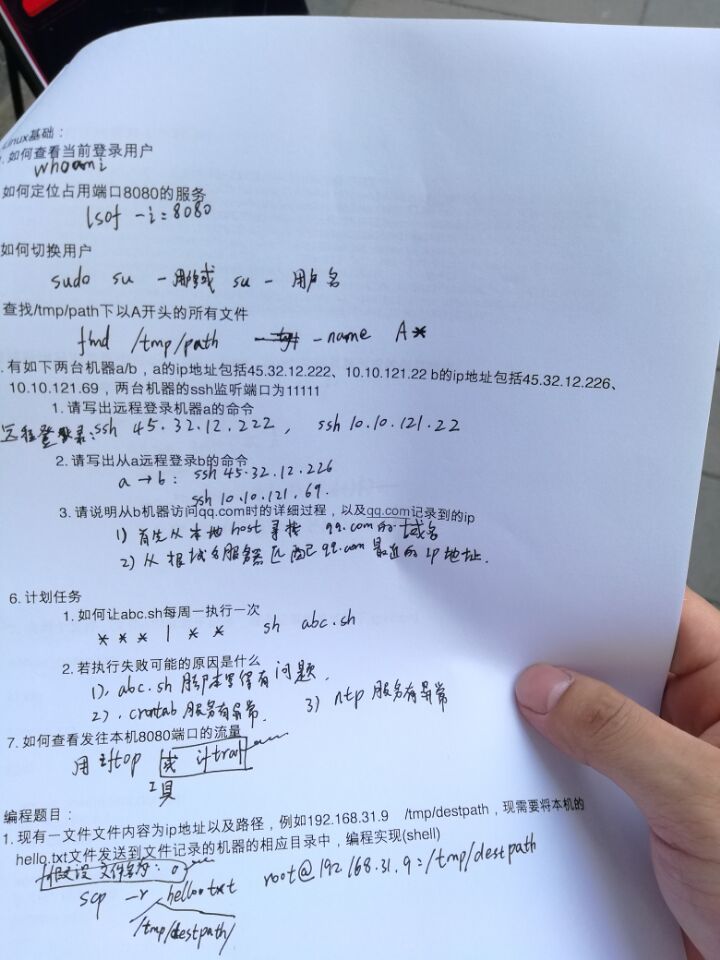 Linux基础：
. 如何查看当前登录用户
whoami
如何定位占用端口8080的服务
lsof -i:8080
如何切换用户
sudo su - 用户名或 su - 用户名
查找/tmp/path下以A开头的所有文件
find /tmp/path -name A*
. 有如下两台机器a/b，a的ip地址包括45.32.12.222、10.10.121.22 b的ip地址包括45.32.12.226、
10.10.121.69，两台机器的ssh监听端口为11111
1. 请写出远程登录机器a的命令
远程登录：ssh 45.32.12.222， ssh 10.10.121.22
2. 请写出从a远程登录b的命令
a → b： ssh 45.32.12.226
ssh 10.10.121.69.
3. 请说明从b机器访问qq.com时的详细过程，以及qq.com记录到的ip
1) 首先从本地host寻找 qq.com的域名
2) 从根域名服务器匹配qq.com最近的ip地址.
6. 计划任务
1. 如何让abc.sh每周一执行一次
* * * 1 * * sh abc.sh
2. 若执行失败可能的原因是什么
1). abc.sh 脚本写得有问题.
2). crontab 服务有异常. 3) ntp 服务有异常
7. 如何查看发往本机8080端口的流量
用 iftop 或
工具
编程题目：
1. 现有一文件文件内容为ip地址以及路径，例如192.168.31.9 /tmp/destpath，现需要将本机的
hello.txt文件发送到文件记录的机器的相应目录中，编程实现(shell)
假设文件名为：
scp -r hello.txt root@192.168.31.9:/tmp/destpath
/tmp/destpath/